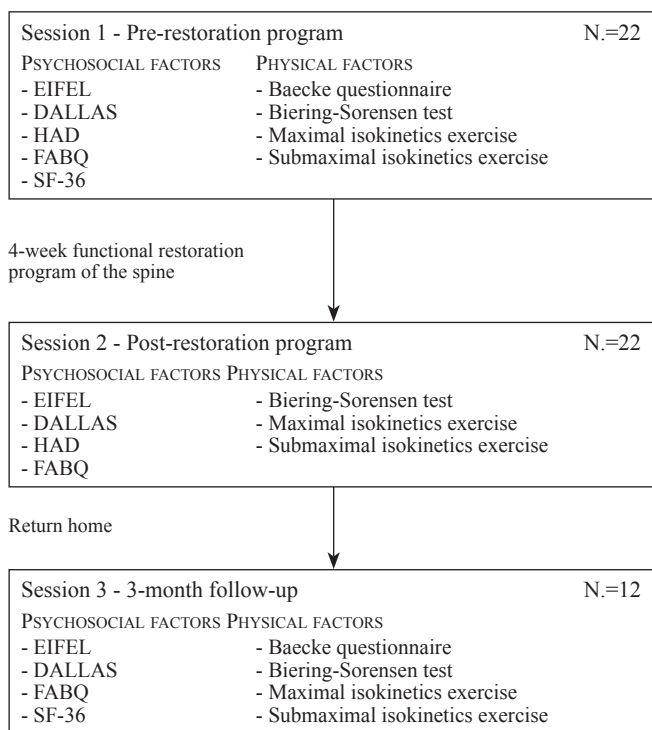 Session 1 - Pre-restoration program N.=22
PSYCHOSOCIAL FACTORS PHYSICAL FACTORS
- EIFEL - Baecke questionnaire
- DALLAS - Biering-Sorensen test
- HAD - Maximal isokinetics exercise
- FABQ - Submaximal isokinetics exercise
- SF-36
4-week functional restoration
program of the spine
Session 2 - Post-restoration program N.=22
PSYCHOSOCIAL FACTORS PHYSICAL FACTORS
- EIFEL - Biering-Sorensen test
- DALLAS - Maximal isokinetics exercise
- HAD - Submaximal isokinetics exercise
- FABQ
Return home
Session 3 - 3-month follow-up N.=12
PSYCHOSOCIAL FACTORS PHYSICAL FACTORS
- EIFEL - Baecke questionnaire
- DALLAS - Biering-Sorensen test
- FABQ - Maximal isokinetics exercise
- SF-36 - Submaximal isokinetics exercise